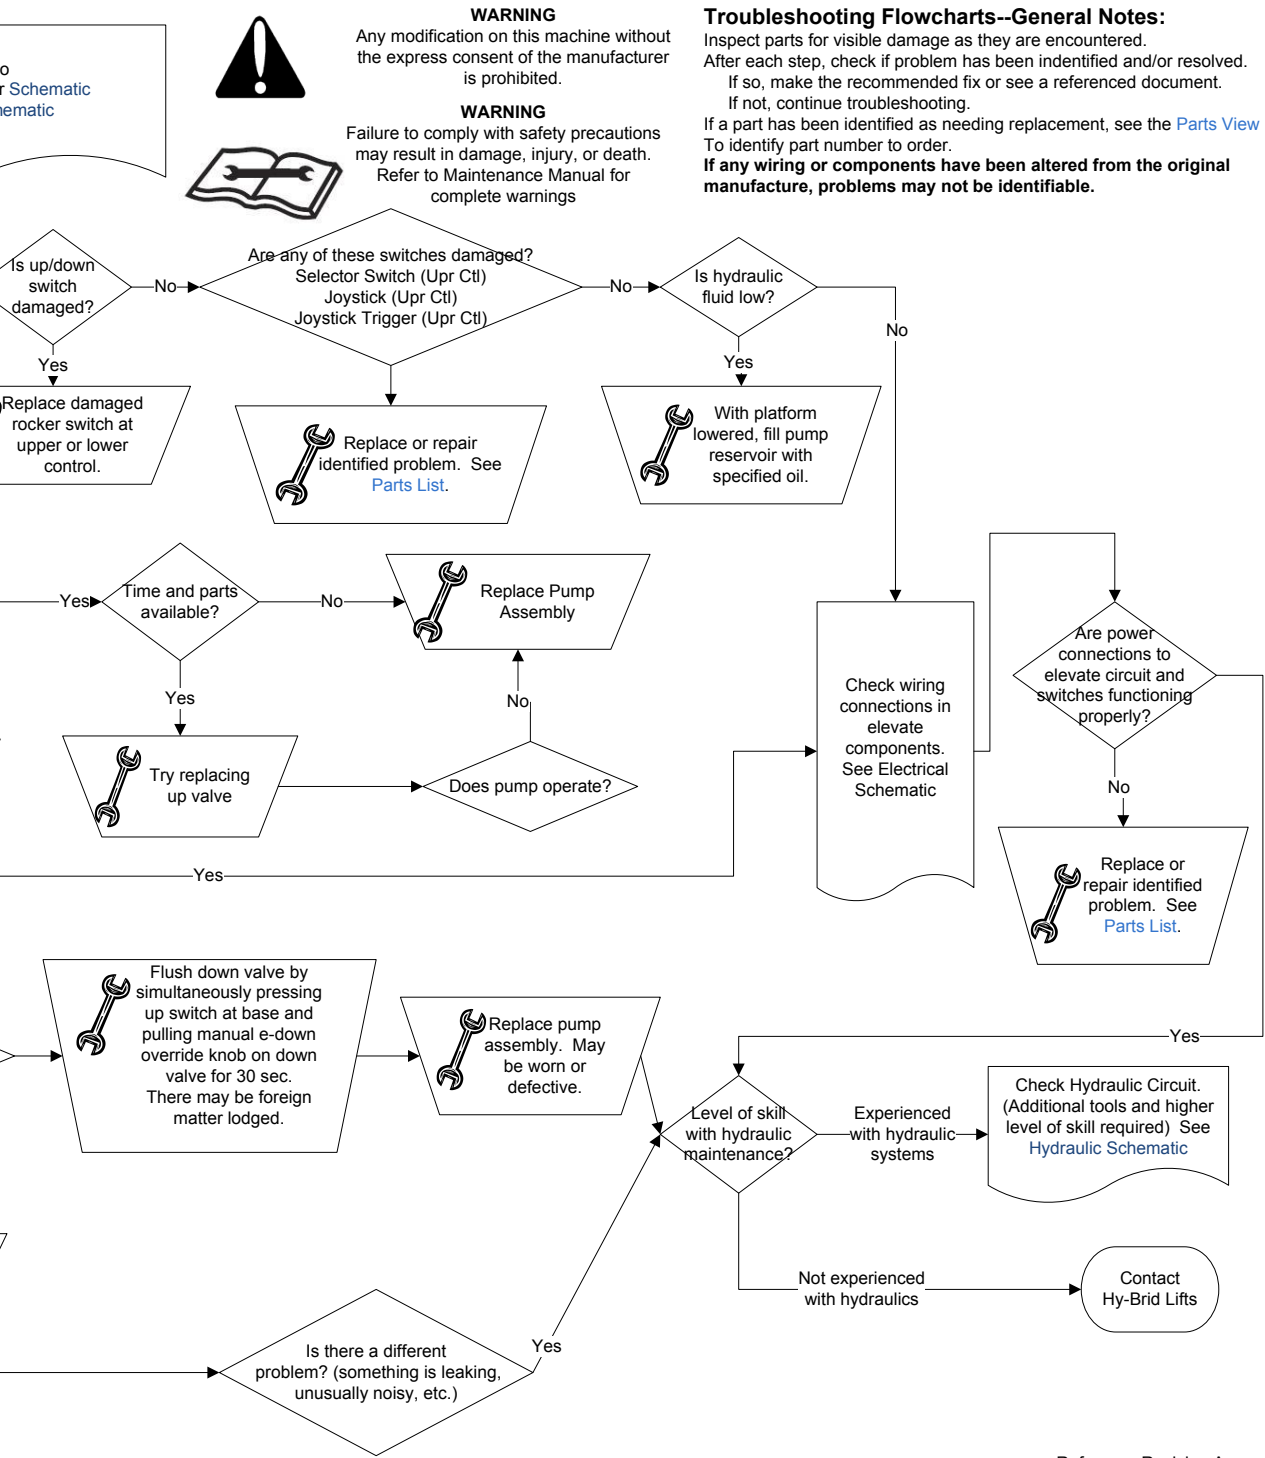 o
r Schematic
ematic
WARNING
Any modification on this machine without
the express consent of the manufacturer
is prohibited.
WARNING
Failure to comply with safety precautions
may result in damage, injury, or death.
Refer to Maintenance Manual for
complete warnings
Troubleshooting Flowcharts--General Notes:
Inspect parts for visible damage as they are encountered.
After each step, check if problem has been indentified and/or resolved.
If so, make the recommended fix or see a referenced document.
If not, continue troubleshooting.
If a part has been identified as needing replacement, see the Parts View
To identify part number to order.
If any wiring or components have been altered from the original
manufacture, problems may not be identifiable.
Is up/down
switch
damaged?
No
Are any of these switches damaged?
Selector Switch (Upr Ctl)
Joystick (Upr Ctl)
Joystick Trigger (Upr Ctl)
No
Is hydraulic
fluid low?
No
Yes
Yes
Replace damaged
rocker switch at
upper or lower
control.
Replace or repair
identified problem. See
Parts List.
With platform
lowered, fill pump
reservoir with
specified oil.
Yes
Time and parts
available?
No
Replace Pump
Assembly
Yes
No
Try replacing
up valve
Does pump operate?
Check wiring
connections in
elevate
components.
See Electrical
Schematic
Are power
connections to
elevate circuit and
switches functioning
properly?
No
Yes
Replace or
repair identified
problem. See
Parts List.
Flush down valve by
simultaneously pressing
up switch at base and
pulling manual e-down
override knob on down
valve for 30 sec.
There may be foreign
matter lodged.
Replace pump
assembly. May
be worn or
defective.
Yes
Level of skill
with hydraulic
maintenance?
Experienced
with hydraulic
systems
Check Hydraulic Circuit.
(Additional tools and higher
level of skill required) See
Hydraulic Schematic
Not experienced
with hydraulics
Contact
Hy-Brid Lifts
Is there a different
problem? (something is leaking,
unusually noisy, etc.)
Yes